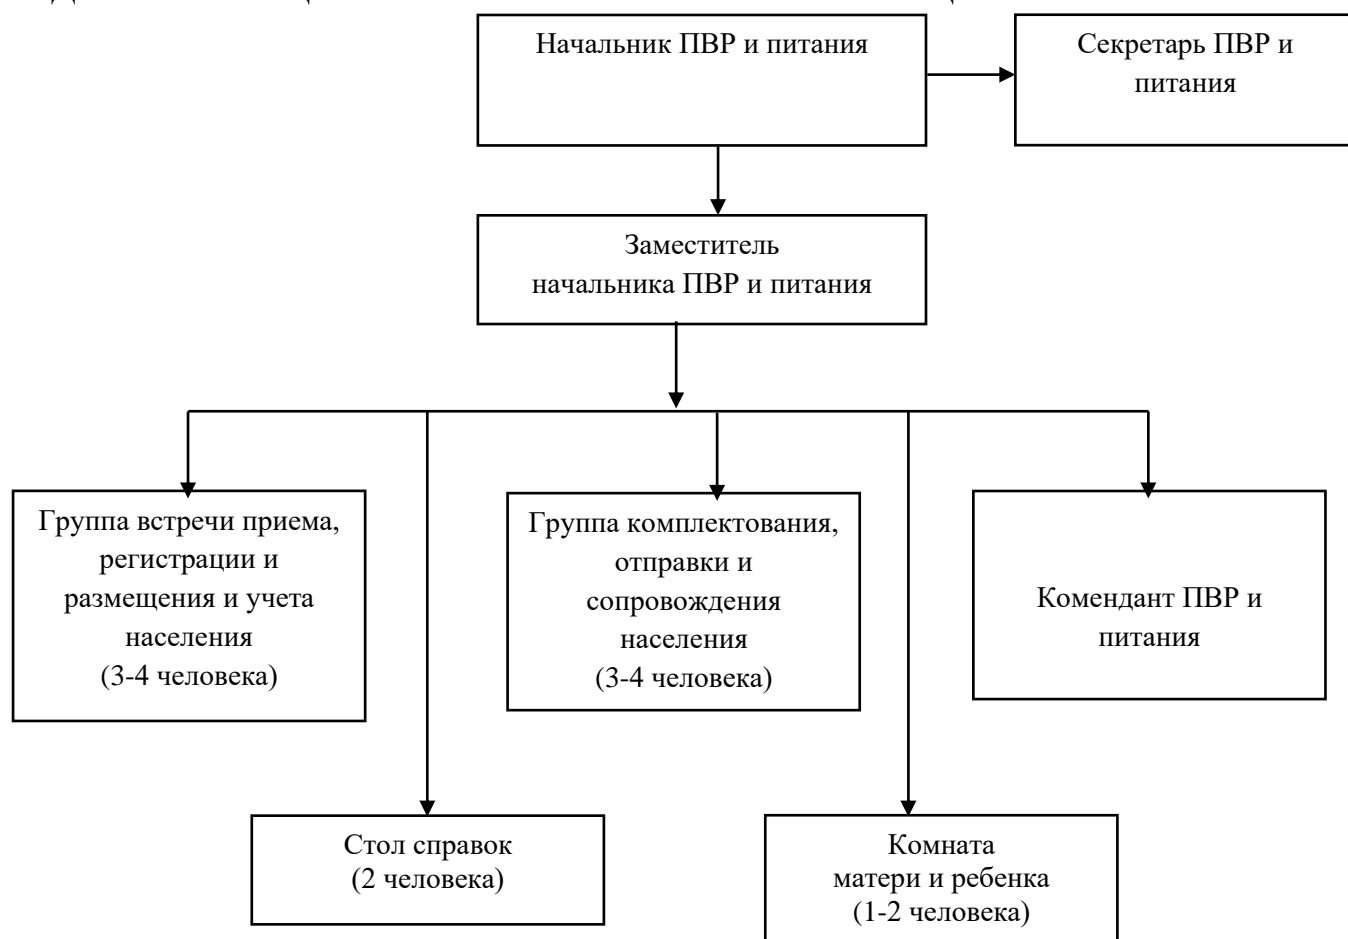 Начальник ПВР и питания
Секретарь ПВР и
питания
Заместитель
начальника ПВР и питания
Группа встречи приема,
регистрации и
размещения и учета
населения
(3-4 человека)
Группа комплектования,
отправки и
сопровождения
населения
(3-4 человека)
Комендант ПВР и
питания
Стол справок
(2 человека)
Комната
матери и ребенка
(1-2 человека)